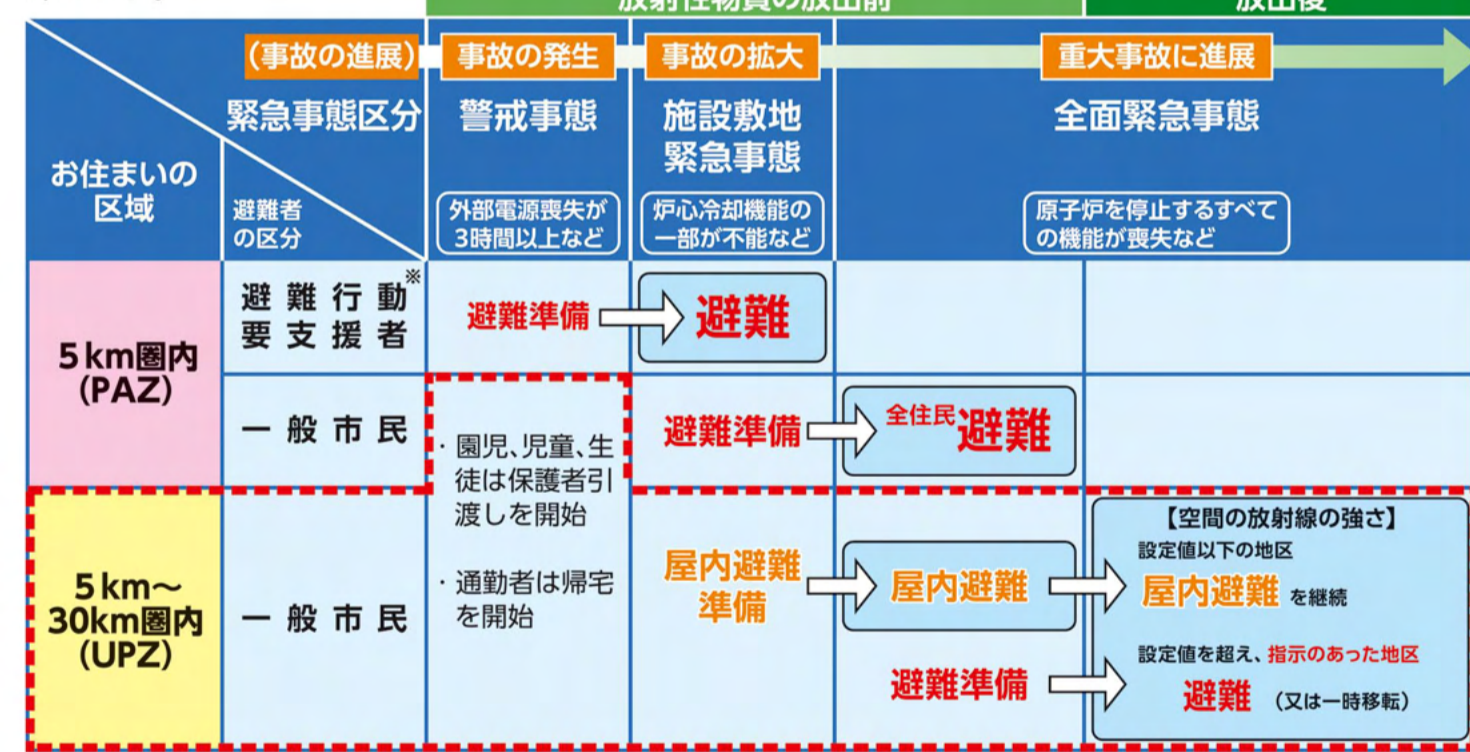 放射性物質の放出前
放出後
(事故の進展)
事故の発生
事故の拡大
重大事故に進展
緊急事態区分
警戒事態
施設敷地
緊急事態
全面緊急事態
お住まいの
区域
避難者
の区分
外部電源喪失が
3時間以上など
炉心冷却機能の
一部が不能など
原子炉を停止するすべて
の機能が喪失など
5km圏内
(PAZ)
避難行動※
要支援者
避難準備
避難
一般市民
・園児、児童、生
徒は保護者引
渡しを開始
・通勤者は帰宅
を開始
避難準備
全住民避難
5km～
30km圏内
(UPZ)
一般市民
屋内避難
準備
屋内避難
避難準備
【空間の放射線の強さ】
設定値以下の地区
屋内避難を継続
設定値を超え、指示のあった地区
避難（又は一時移転）